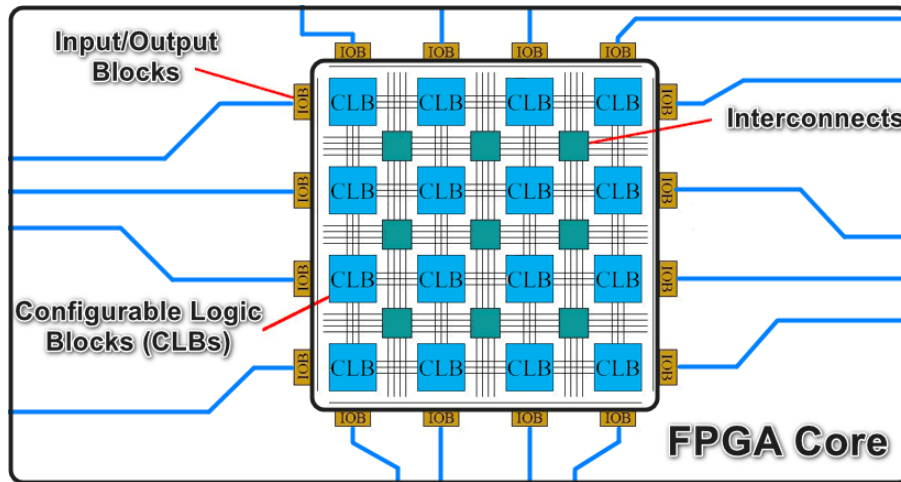 IOB IOB IOB IOB
Input/Output
Blocks
IOB CLB CLB CLB CLB IOB
Interconnects
IOB CLB CLB CLB CLB IOB
IOB CLB CLB CLB CLB IOB
Configurable Logic
Blocks (CLBs)
IOB CLB CLB CLB CLB IOB
IOB IOB IOB IOB
FPGA Core